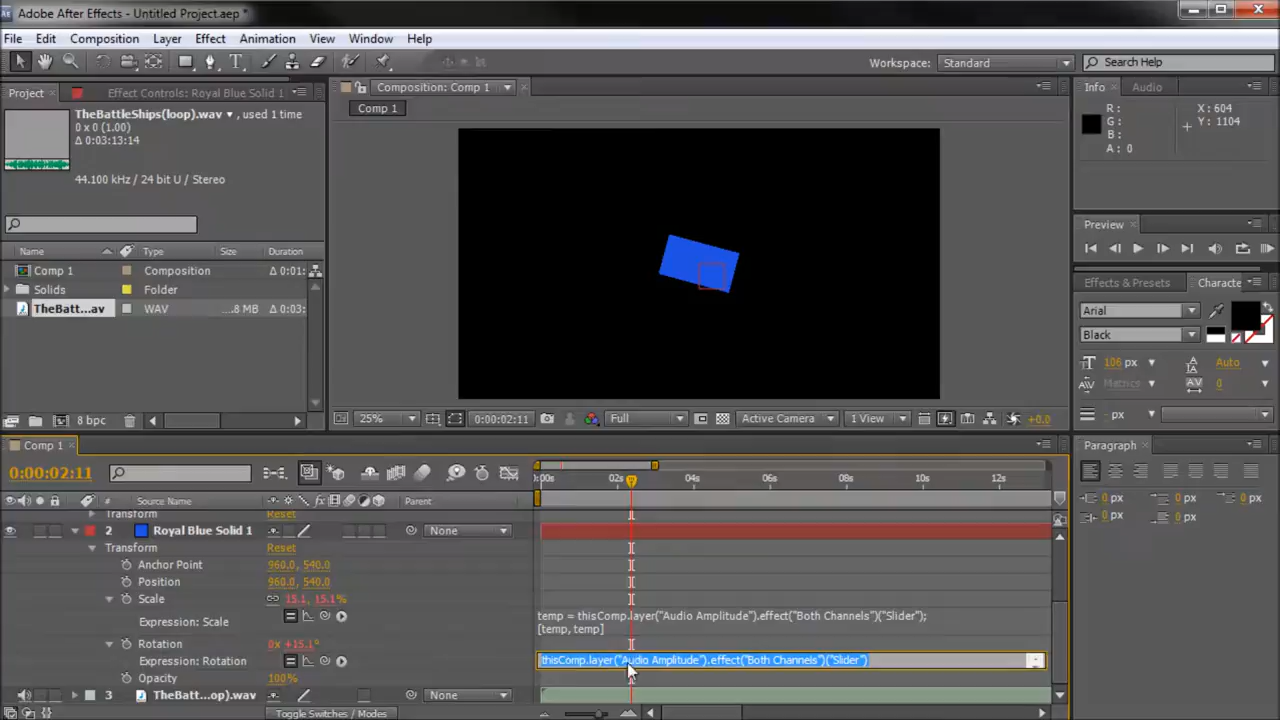 Adobe After Effects - Untitled Project.aep *
File Edit Composition Layer Effect Animation View Window Help
Workspace: Standard Search Help
Project Effect Controls: Royal Blue Solid 1
Composition: Comp 1
Info Audio
Comp 1
TheBattleShips(loop).wav ▼ , used 1 time
0 x 0 (1.00)
Δ 0:03:13:14
44.100 kHz / 24 bit U / Stereo
R:
G:
B:
A: 0
X: 604
Y: 1104
Preview
Name Type Size Duration
Comp 1 Composition Δ 0:01:
Solids Folder
TheBatt...av WAV ...8 MB Δ 0:03:
Effects & Presets Characte
Arial
Black
106 px Auto
Metrics 0
- px
8 bpc
25% 0:00:02:11 Full Active Camera 1 View +0.0
Comp 1
Paragraph
0:00:02:11
:00s 02s 04s 06s 08s 10s 12s
# Source Name Parent
Transform Reset
2 Royal Blue Solid 1 None
Transform Reset
Anchor Point 960.0, 540.0
Position 960.0, 540.0
Scale 15.1, 15.1%
Expression: Scale
temp = thisComp.layer("Audio Amplitude").effect("Both Channels")("Slider");
[temp, temp]
Rotation 0x +15.1°
Expression: Rotation
thisComp.layer("Audio Amplitude").effect("Both Channels")("Slider")
Opacity 100%
3 TheBatt...op).wav None
Toggle Switches / Modes
0 px 0 px 0 px
0 px 0 px